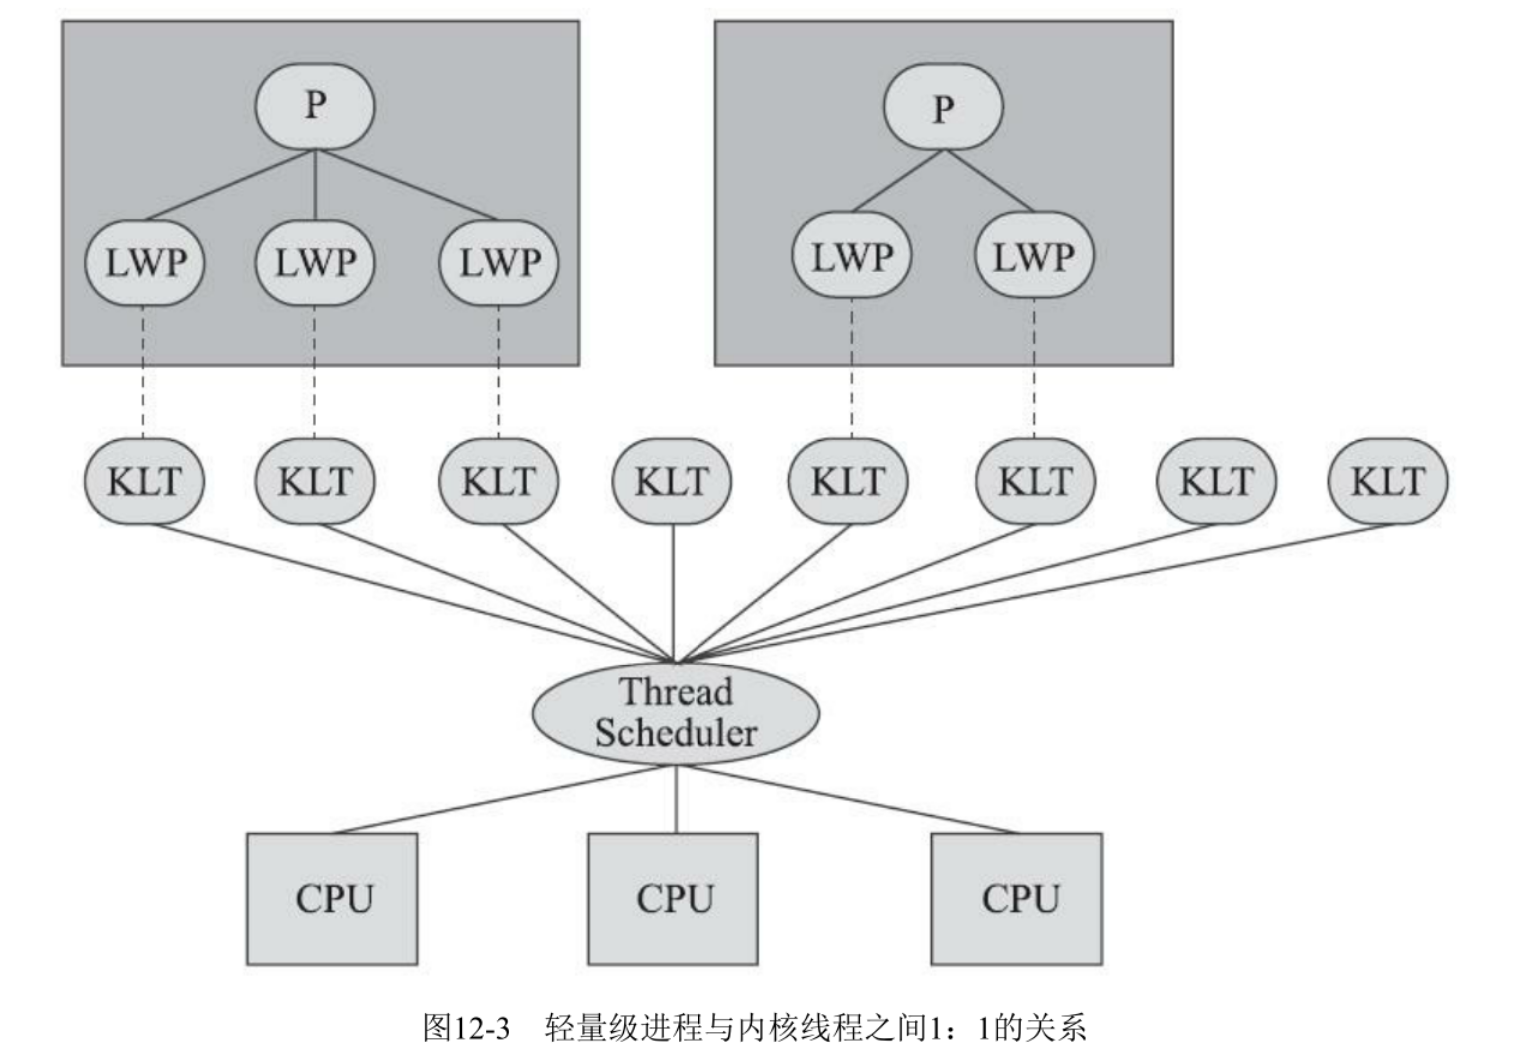 P
P
LWP LWP LWP LWP LWP
KLT KLT KLT KLT KLT KLT KLT KLT
Thread
Scheduler
CPU CPU CPU
图12-3 轻量级进程与内核线程之间1：1的关系